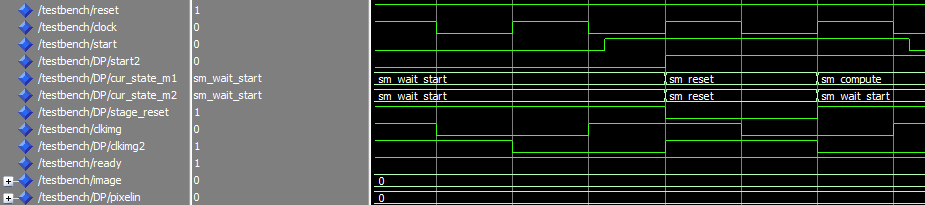 /testbench/reset 1
/testbench/clock 0
/testbench/start 0
/testbench/DP/start2 0
/testbench/DP/cur_state_m1 sm_wait_start sm_wait_start sm_reset sm_compute
/testbench/DP/cur_state_m2 sm_wait_start sm_wait_start sm_reset sm_wait_start
/testbench/DP/stage_reset 1
/testbench/clkimg 0
/testbench/DP/clkimg2 1
/testbench/ready 1
/testbench/image 0 0
/testbench/DP/pixelin 0 0